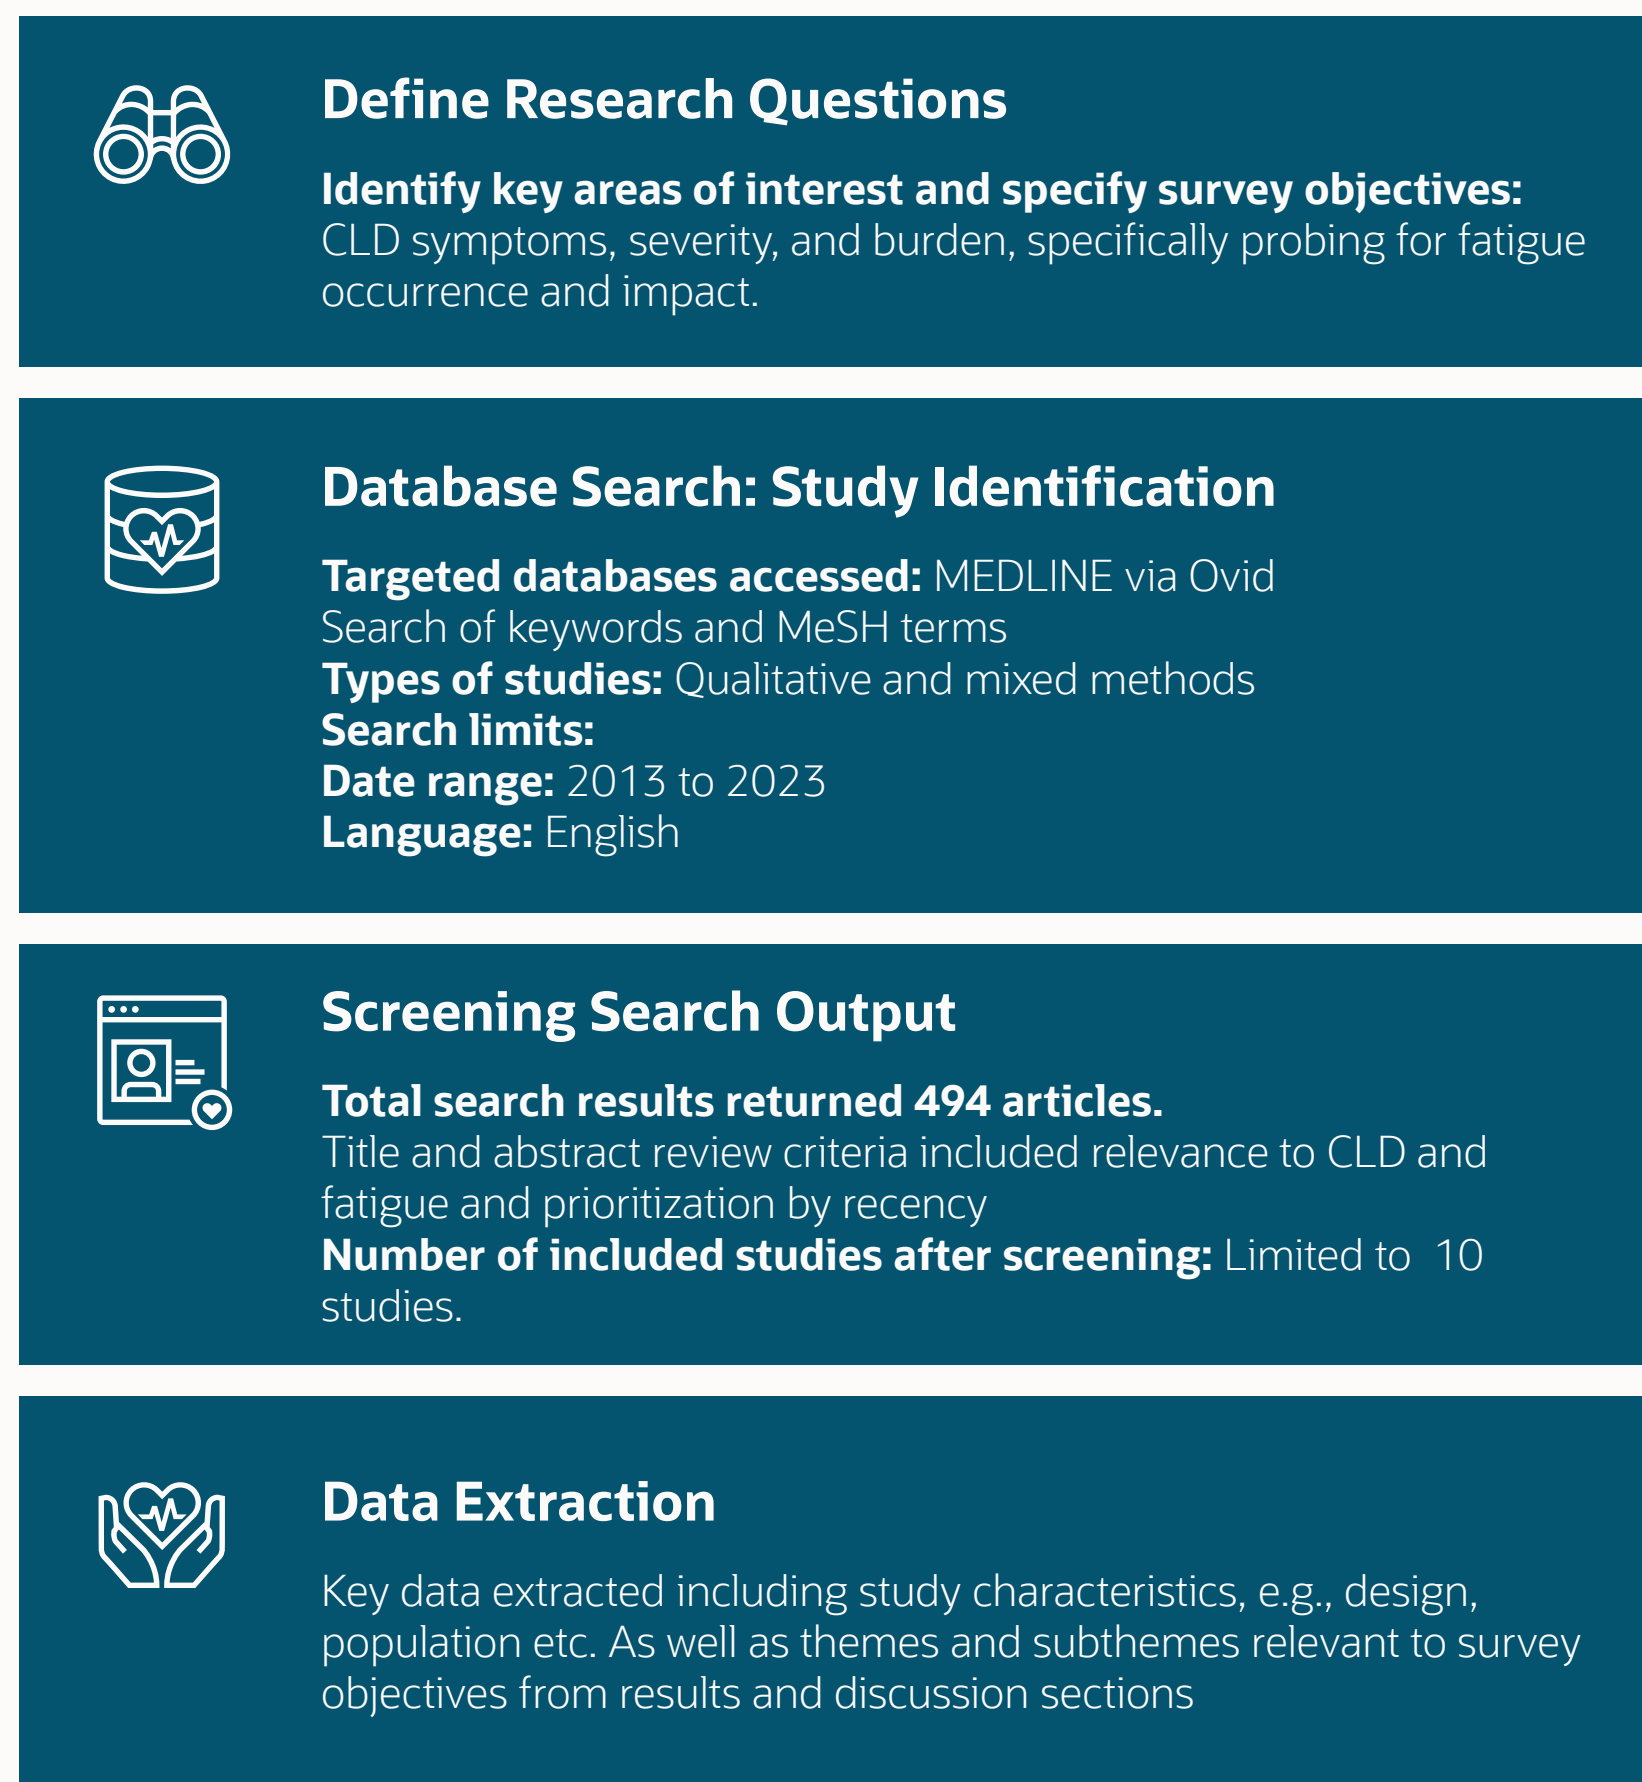 Define Research Questions
Identify key areas of interest and specify survey objectives:
CLD symptoms, severity, and burden, specifically probing for fatigue
occurrence and impact.
Database Search: Study Identification
Targeted databases accessed: MEDLINE via Ovid
Search of keywords and MeSH terms
Types of studies: Qualitative and mixed methods
Search limits:
Date range: 2013 to 2023
Language: English
Screening Search Output
Total search results returned 494 articles.
Title and abstract review criteria included relevance to CLD and
fatigue and prioritization by recency
Number of included studies after screening: Limited to  10
studies.
Data Extraction
Key data extracted including study characteristics, e.g., design,
population etc. As well as themes and subthemes relevant to survey
objectives from results and discussion sections